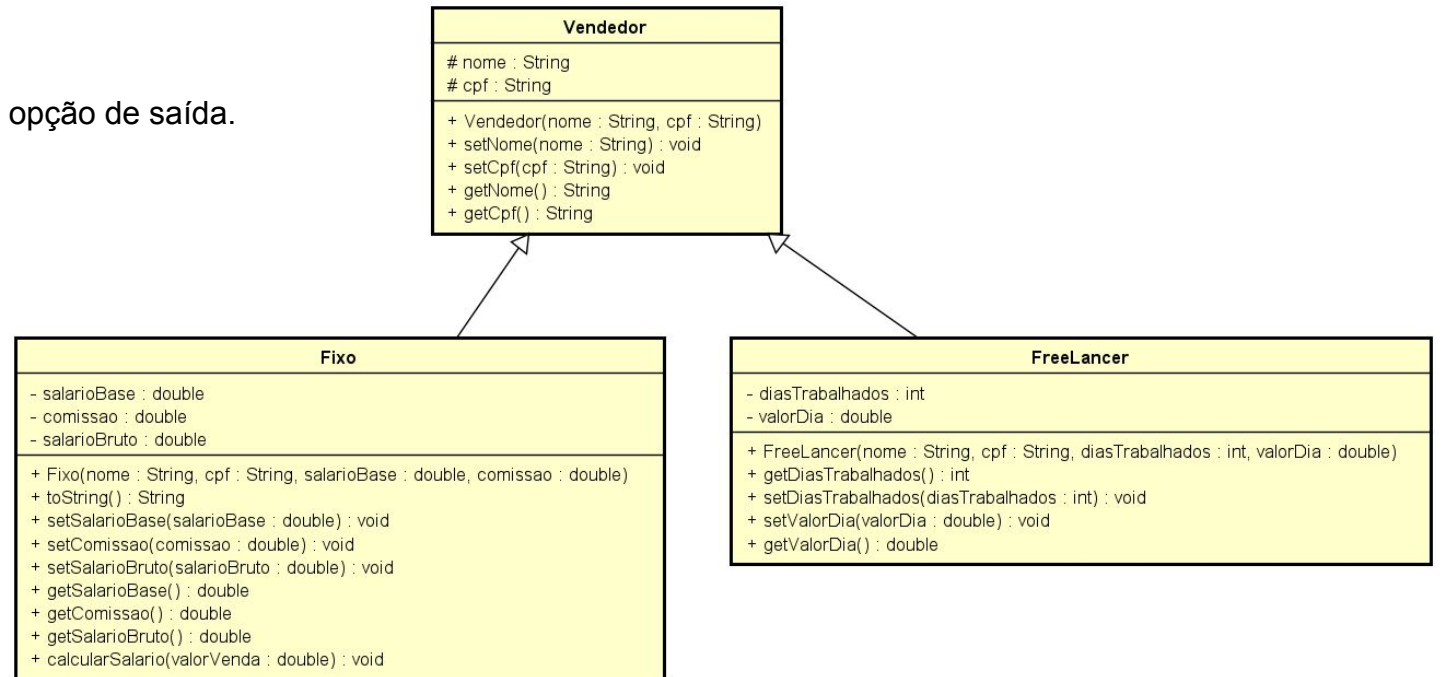 opção de saída.
Vendedor
# nome : String
# cpf : String
+ Vendedor(nome : String, cpf : String)
+ setNome(nome : String) : void
+ setCpf(cpf : String) : void
+ getNome() : String
+ getCpf() : String
Fixo
- salarioBase : double
- comissao : double
- salarioBruto : double
+ Fixo(nome : String, cpf : String, salarioBase : double, comissao : double)
+ toString() : String
+ setSalarioBase(salarioBase : double) : void
+ setComissao(comissao : double) : void
+ setSalarioBruto(salarioBruto : double) : void
+ getSalarioBase() : double
+ getComissao() : double
+ getSalarioBruto() : double
+ calcularSalario(valorVenda : double) : void
FreeLancer
- diasTrabalhados : int
- valorDia : double
+ FreeLancer(nome : String, cpf : String, diasTrabalhados : int, valorDia : double)
+ getDiasTrabalhados() : int
+ setDiasTrabalhados(diasTrabalhados : int) : void
+ setValorDia(valorDia : double) : void
+ getValorDia() : double